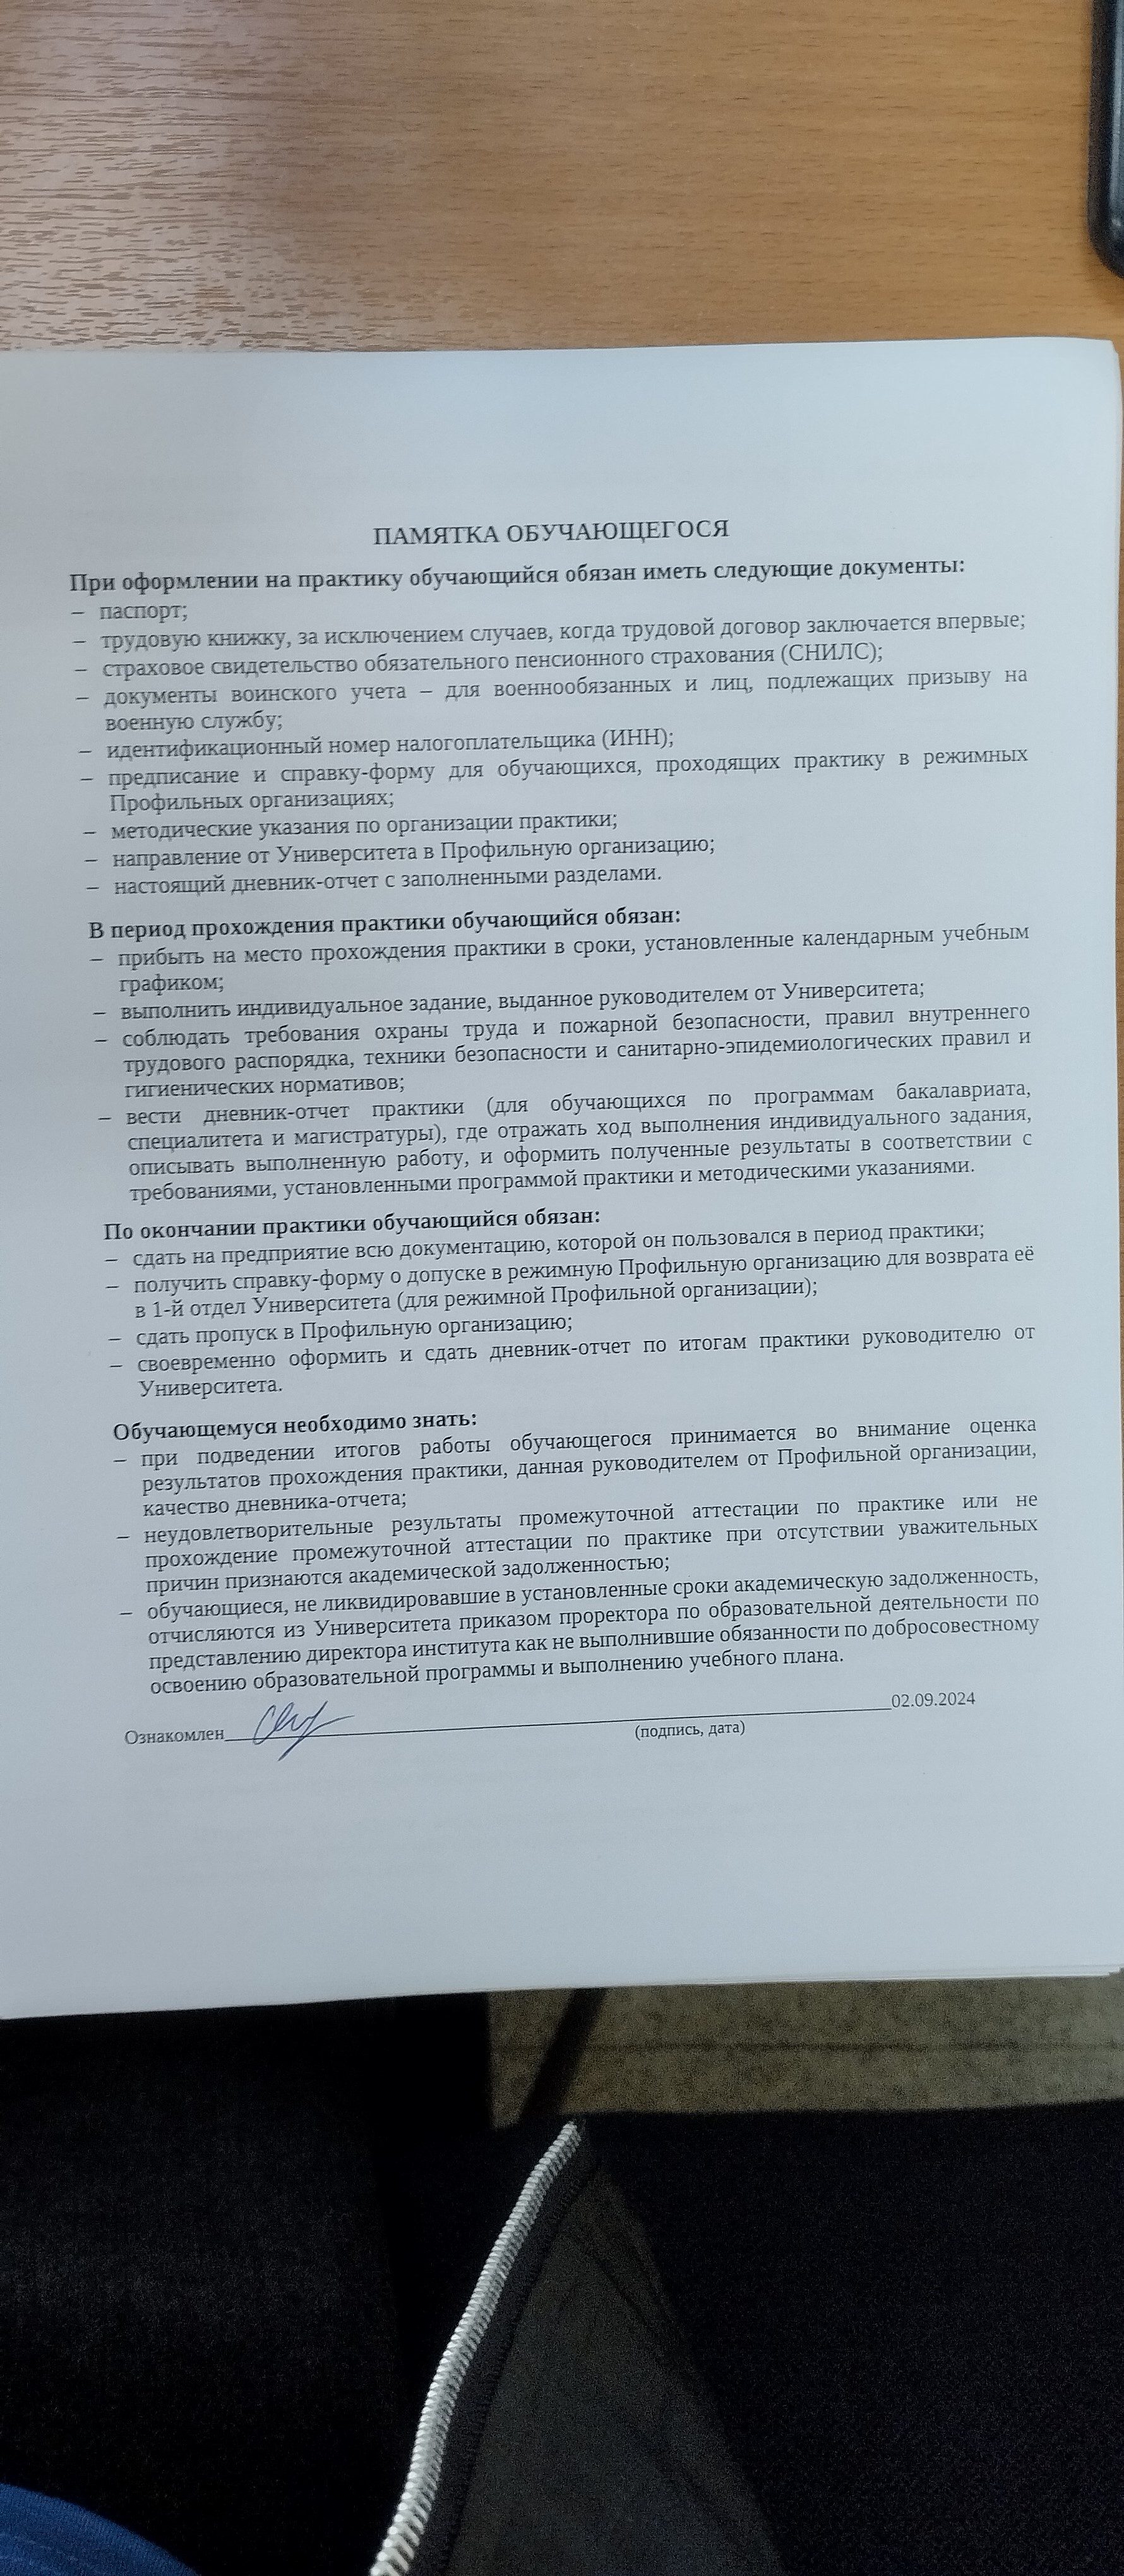 ПАМЯТКА ОБУЧАЮЩЕГОСЯ
При оформлении на практику обучающийся обязан иметь следующие документы:
– паспорт;
– трудовую книжку, за исключением случаев, когда трудовой договор заключается впервые;
– страховое свидетельство обязательного пенсионного страхования (СНИЛС);
– документы воинского учета – для военнообязанных и лиц, подлежащих призыву на
военную службу;
– идентификационный номер налогоплательщика (ИНН);
– предписание и справку-форму для обучающихся, проходящих практику в режимных
Профильных организациях;
– методические указания по организации практики;
– направление от Университета в Профильную организацию;
– настоящий дневник-отчет с заполненными разделами.
В период прохождения практики обучающийся обязан:
– прибыть на место прохождения практики в сроки, установленные календарным учебным
графиком;
– выполнить индивидуальное задание, выданное руководителем от Университета;
– соблюдать требования охраны труда и пожарной безопасности, правил внутреннего
трудового распорядка, техники безопасности и санитарно-эпидемиологических правил и
гигиенических нормативов;
– вести дневник-отчет практики (для обучающихся по программам бакалавриата,
специалитета и магистратуры), где отражать ход выполнения индивидуального задания,
описывать выполненную работу, и оформить полученные результаты в соответствии с
требованиями, установленными программой практики и методическими указаниями.
По окончании практики обучающийся обязан:
– сдать на предприятие всю документацию, которой он пользовался в период практики;
– получить справку-форму о допуске в режимную Профильную организацию для возврата её
в 1-й отдел Университета (для режимной Профильной организации);
– сдать пропуск в Профильную организацию;
– своевременно оформить и сдать дневник-отчет по итогам практики руководителю от
Университета.
Обучающемуся необходимо знать:
– при подведении итогов работы обучающегося принимается во внимание оценка
результатов прохождения практики, данная руководителем от Профильной организации,
качество дневника-отчета;
– неудовлетворительные результаты промежуточной аттестации по практике или не
прохождение промежуточной аттестации по практике при отсутствии уважительных
причин признаются академической задолженностью;
– обучающиеся, не ликвидировавшие в установленные сроки академическую задолженность,
отчисляются из Университета приказом проректора по образовательной деятельности по
представлению директора института как не выполнившие обязанности по добросовестному
освоению образовательной программы и выполнению учебного плана.
Ознакомлен 02.09.2024
(подпись, дата)